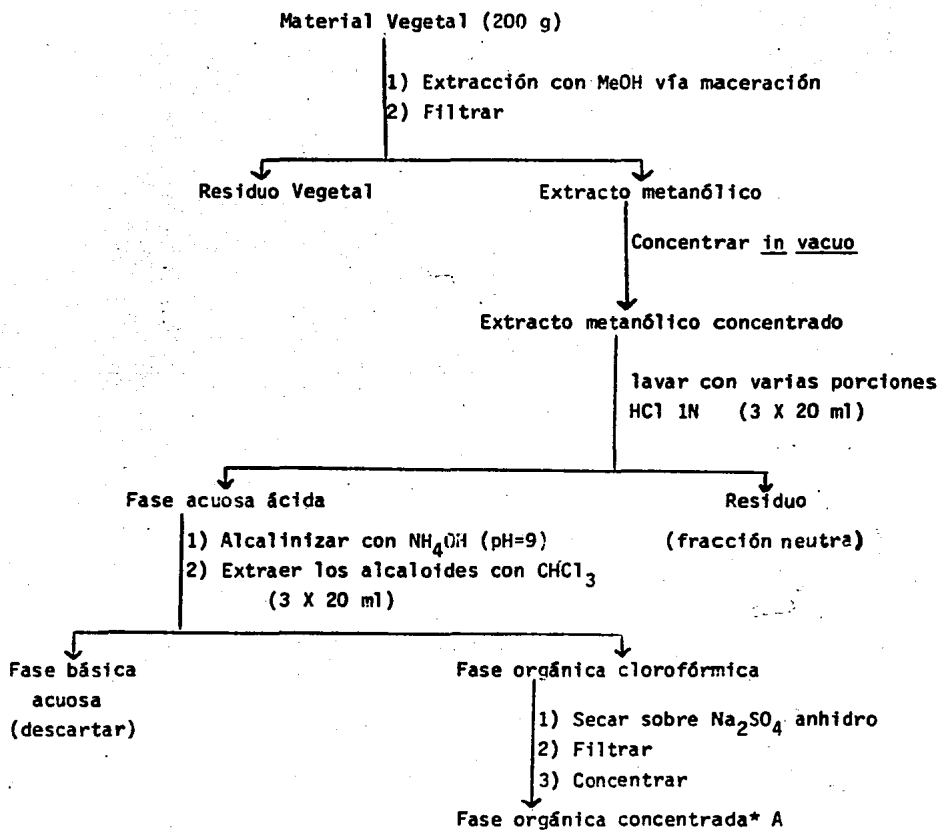 Material Vegetal (200 g)
1) Extracción con MeOH vía maceración
2) Filtrar
Residuo Vegetal
Extracto metanólico
Concentrar in vacuo
Extracto metanólico concentrado
lavar con varias porciones
HCl 1N (3 X 20 ml)
Fase acuosa ácida
Residuo
1) Alcalinizar con NH4OH (pH=9)
(fracción neutra)
2) Extraer los alcaloides con CHCl3
(3 X 20 ml)
Fase básica
acuosa
(descartar)
Fase orgánica clorofórmica
1) Secar sobre Na2SO4 anhidro
2) Filtrar
3) Concentrar
Fase orgánica concentrada* A